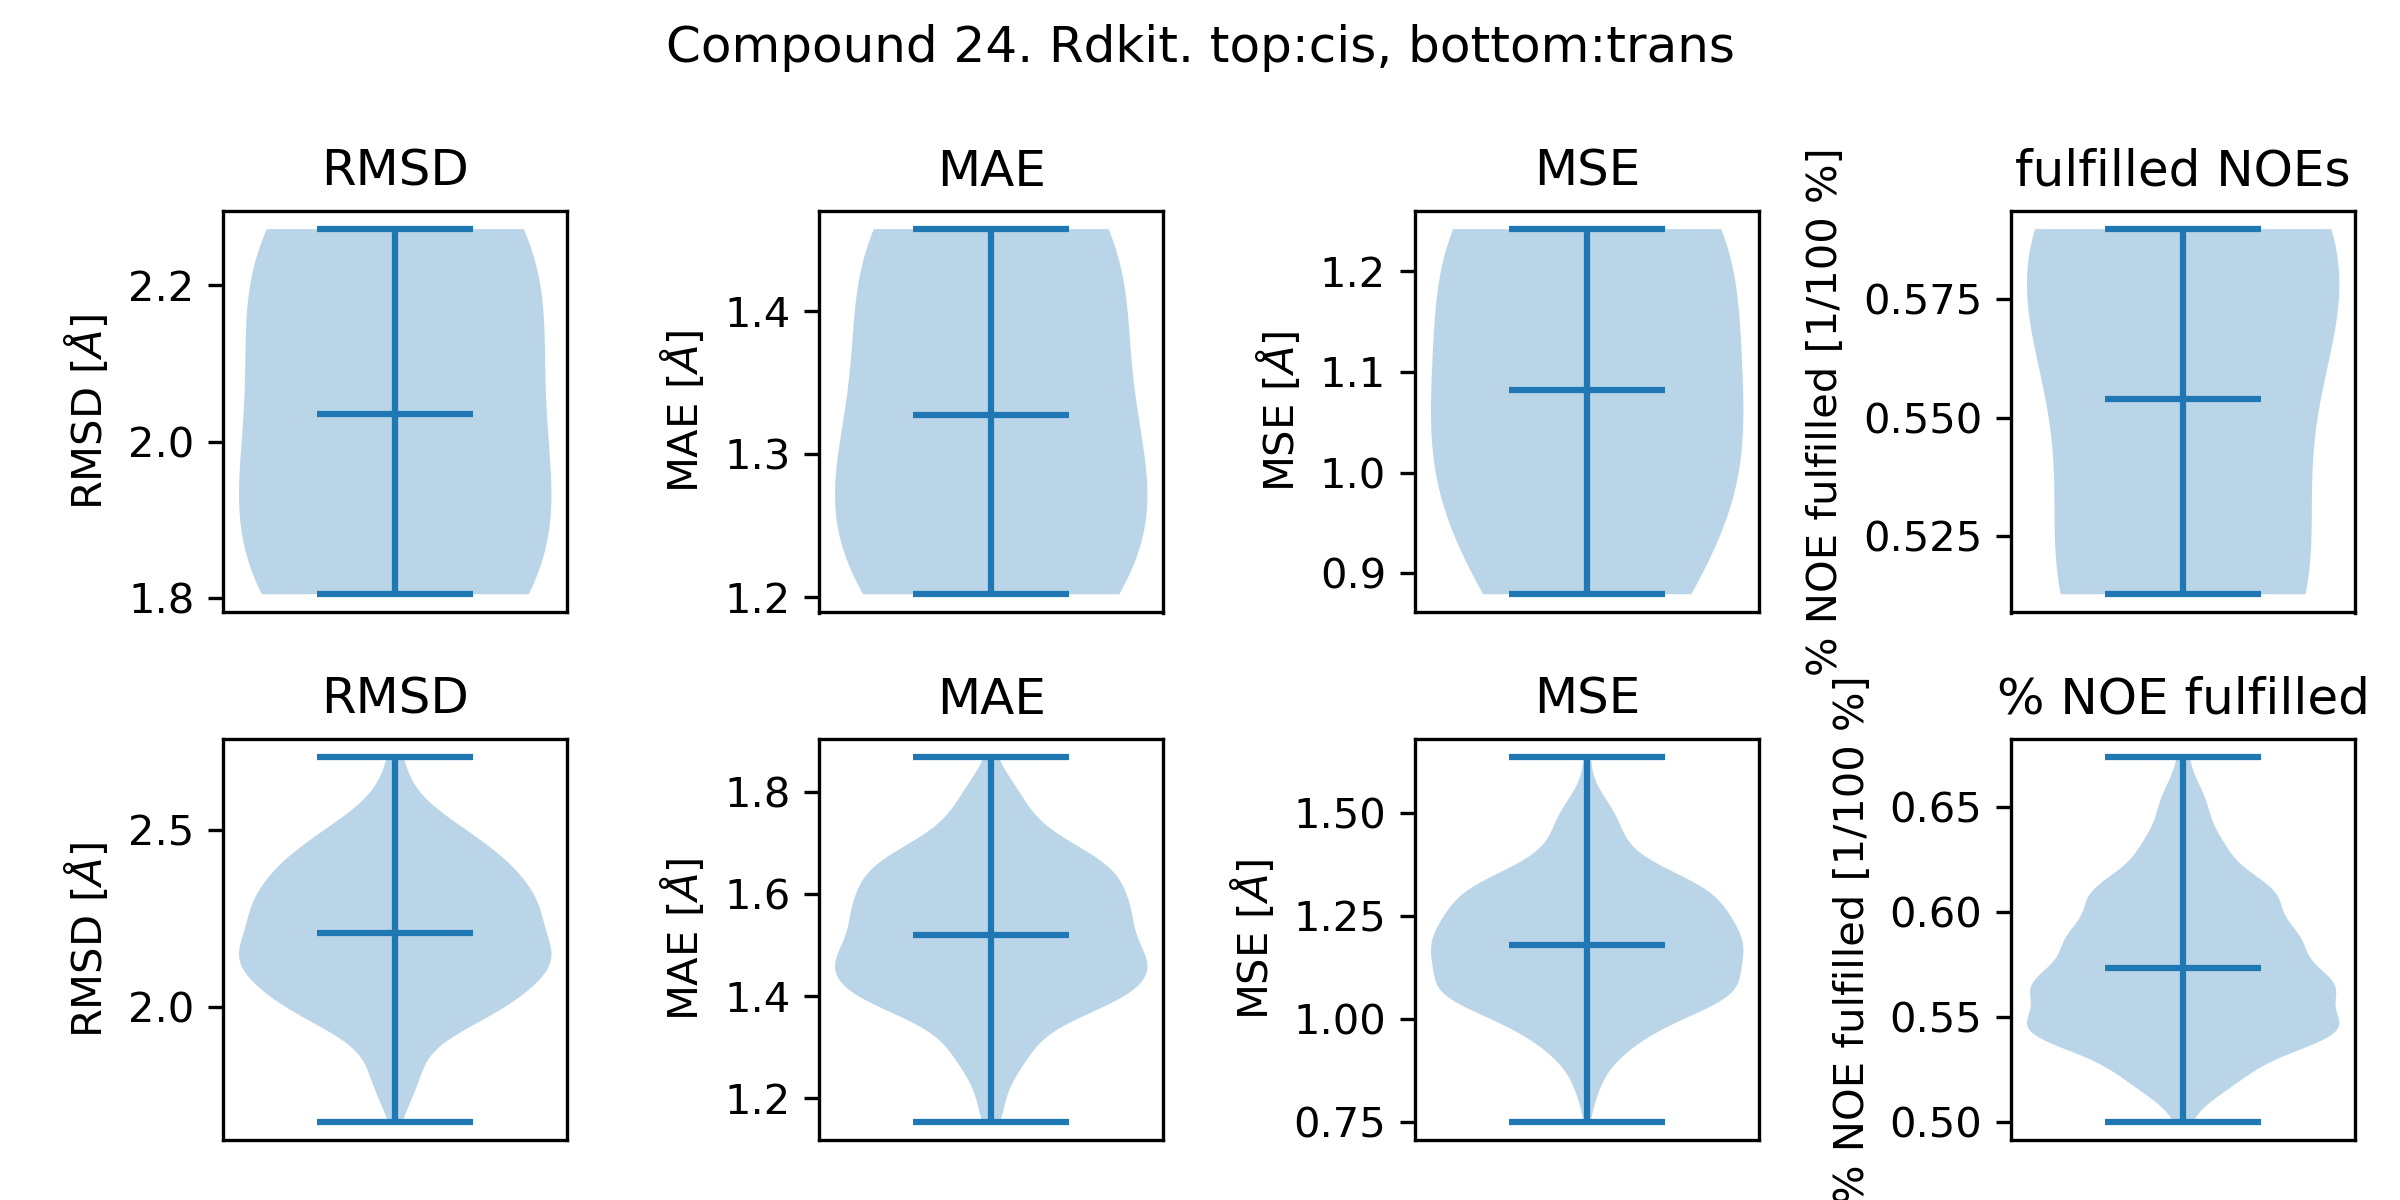 Compound 24. Rdkit. top:cis, bottom:trans
RMSD
RMSD [Å]
2.2
2.0
1.8
MAE
MAE [Å]
1.4
1.3
1.2
MSE
MSE [Å]
1.2
1.1
1.0
0.9
fulfilled NOEs
% NOE fulfilled [1/100 %]
0.575
0.550
0.525
RMSD
RMSD [Å]
2.5
2.0
MAE
MAE [Å]
1.8
1.6
1.4
1.2
MSE
MSE [Å]
1.50
1.25
1.00
0.75
% NOE fulfilled
% NOE fulfilled [1/100 %]
0.65
0.60
0.55
0.50